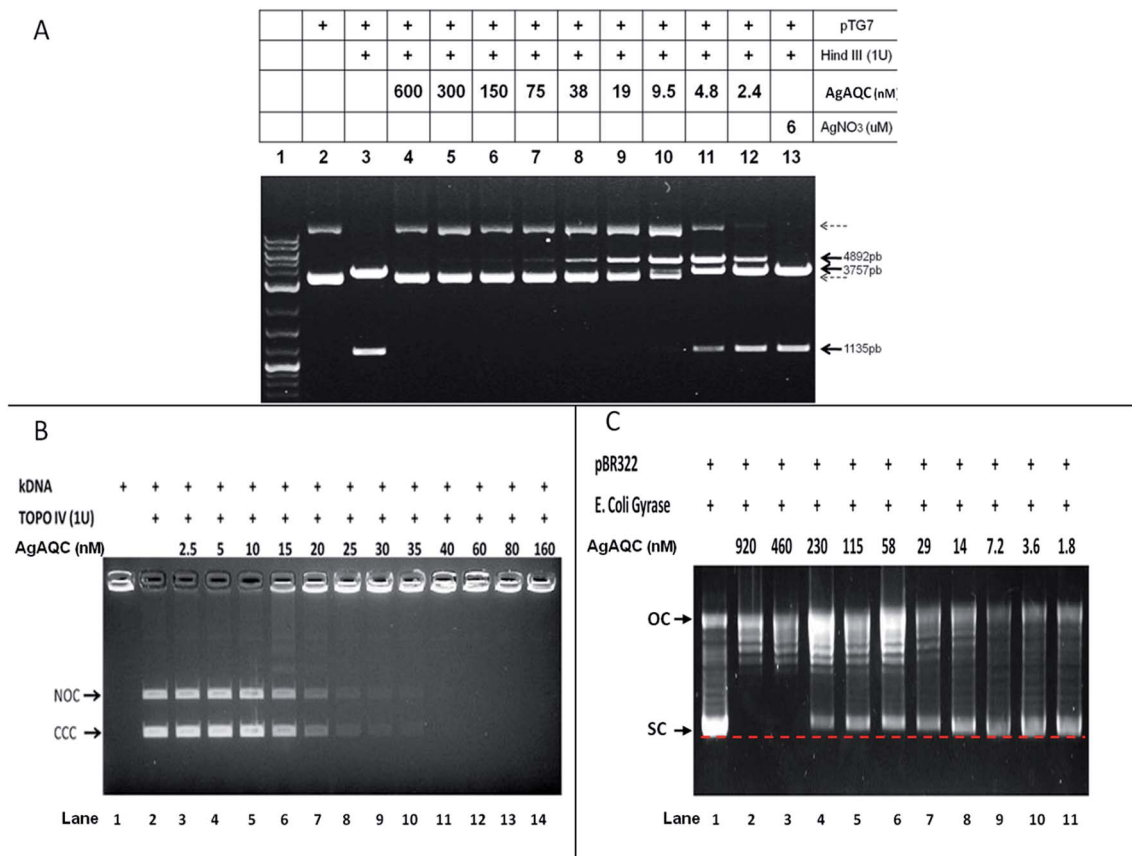 A
+ + + + + + + + + + + + pTG7
+ + + + + + + + + + + Hind III (1U)
600 300 150 75 38 19 9.5 4.8 2.4 AgAQC (nM)
6 AgNO3 (uM)
1 2 3 4 5 6 7 8 9 10 11 12 13
4892pb
3757pb
1135pb
B
kDNA + + + + + + + + + + + + + +
TOPO IV (1U) + + + + + + + + + + + + +
AgAQC (nM) 2.5 5 10 15 20 25 30 35 40 60 80 160
NOC
CCC
Lane 1 2 3 4 5 6 7 8 9 10 11 12 13 14
C
pBR322 + + + + + + + + + + +
E. Coli Gyrase + + + + + + + + + + +
AgAQC (nM) 920 460 230 115 58 29 14 7.2 3.6 1.8
OC
SC
Lane 1 2 3 4 5 6 7 8 9 10 11